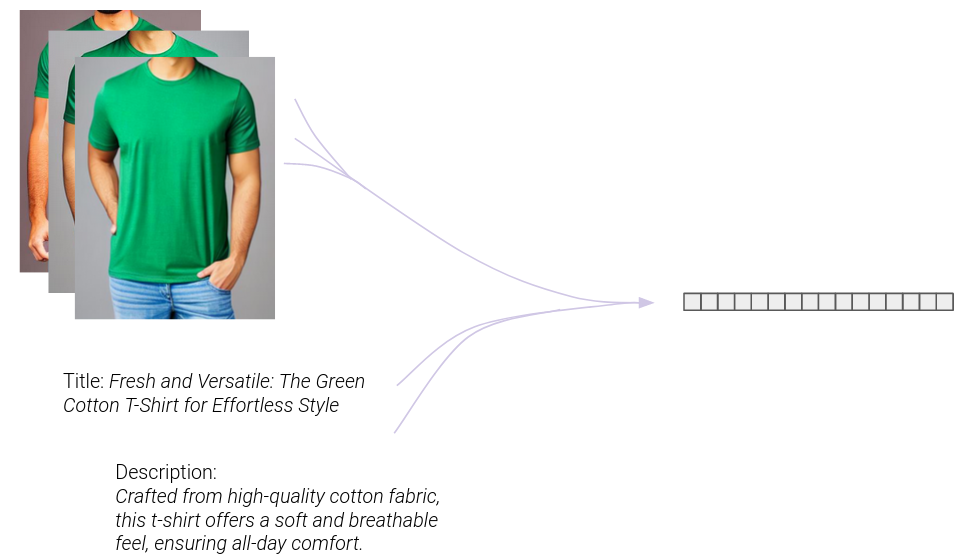 Title: Fresh and Versatile: The Green
Cotton T-Shirt for Effortless Style
Description:
Crafted from high-quality cotton fabric,
this t-shirt offers a soft and breathable
feel, ensuring all-day comfort.